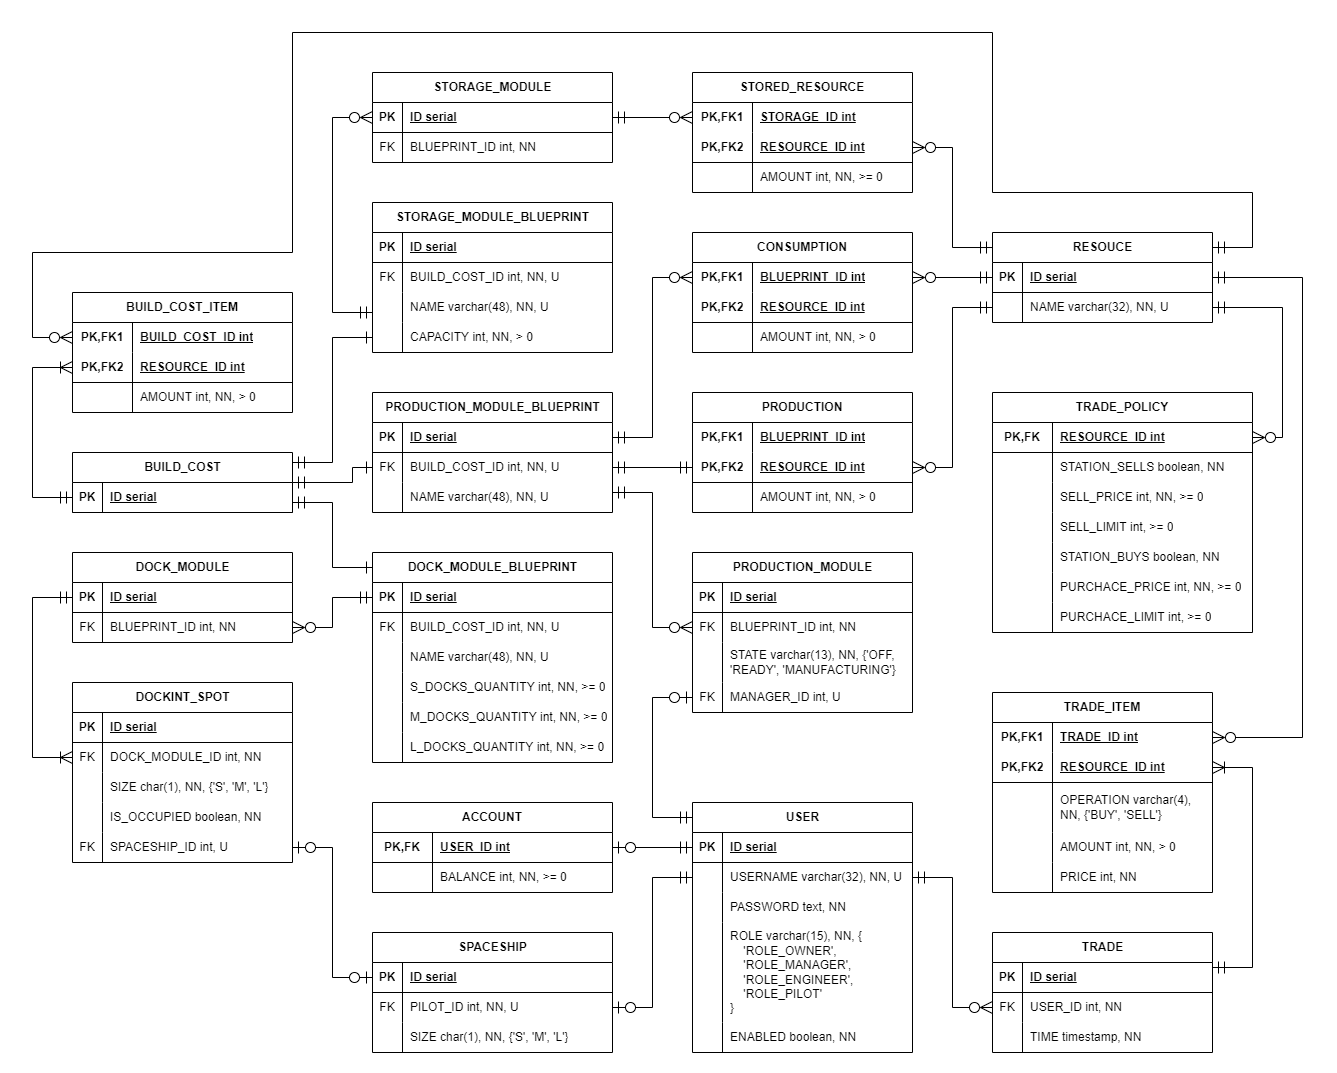 STORAGE_MODULE
PK ID serial
FK BLUEPRINT_ID int, NN
STORED_RESOURCE
PK,FK1 STORAGE_ID int
PK,FK2 RESOURCE_ID int
AMOUNT int, NN, >= 0
STORAGE_MODULE_BLUEPRINT
PK ID serial
FK BUILD_COST_ID int, NN, U
NAME varchar(48), NN, U
CAPACITY int, NN, > 0
CONSUMPTION
PK,FK1 BLUEPRINT_ID int
PK,FK2 RESOURCE_ID int
AMOUNT int, NN, > 0
RESOUCE
PK ID serial
NAME varchar(32), NN, U
BUILD_COST_ITEM
PK,FK1 BUILD_COST_ID int
PK,FK2 RESOURCE_ID int
AMOUNT int, NN, > 0
PRODUCTION_MODULE_BLUEPRINT
PK ID serial
FK BUILD_COST_ID int, NN, U
NAME varchar(48), NN, U
PRODUCTION
PK,FK1 BLUEPRINT_ID int
PK,FK2 RESOURCE_ID int
AMOUNT int, NN, > 0
TRADE_POLICY
PK,FK RESOURCE_ID int
STATION_SELLS boolean, NN
SELL_PRICE int, NN, >= 0
SELL_LIMIT int, >= 0
STATION_BUYS boolean, NN
PURCHACE_PRICE int, NN, >= 0
PURCHACE_LIMIT int, >= 0
BUILD_COST
PK ID serial
DOCK_MODULE
PK ID serial
FK BLUEPRINT_ID int, NN
DOCK_MODULE_BLUEPRINT
PK ID serial
FK BUILD_COST_ID int, NN, U
NAME varchar(48), NN, U
S_DOCKS_QUANTITY int, NN, >= 0
M_DOCKS_QUANTITY int, NN, >= 0
L_DOCKS_QUANTITY int, NN, >= 0
PRODUCTION_MODULE
PK ID serial
FK BLUEPRINT_ID int, NN
STATE varchar(13), NN, {'OFF,
'READY', 'MANUFACTURING'}
FK MANAGER_ID int, U
DOCKINT_SPOT
PK ID serial
FK DOCK_MODULE_ID int, NN
SIZE char(1), NN, {'S', 'M', 'L'}
IS_OCCUPIED boolean, NN
FK SPACESHIP_ID int, U
TRADE_ITEM
PK,FK1 TRADE_ID int
PK,FK2 RESOURCE_ID int
OPERATION varchar(4),
NN, {'BUY', 'SELL'}
AMOUNT int, NN, > 0
PRICE int, NN
ACCOUNT
PK,FK USER_ID int
BALANCE int, NN, >= 0
USER
PK ID serial
USERNAME varchar(32), NN, U
PASSWORD text, NN
ROLE varchar(15), NN, {
'ROLE_OWNER',
'ROLE_MANAGER',
'ROLE_ENGINEER',
'ROLE_PILOT'
}
ENABLED boolean, NN
SPACESHIP
PK ID serial
FK PILOT_ID int, NN, U
SIZE char(1), NN, {'S', 'M', 'L'}
TRADE
PK ID serial
FK USER_ID int, NN
TIME timestamp, NN